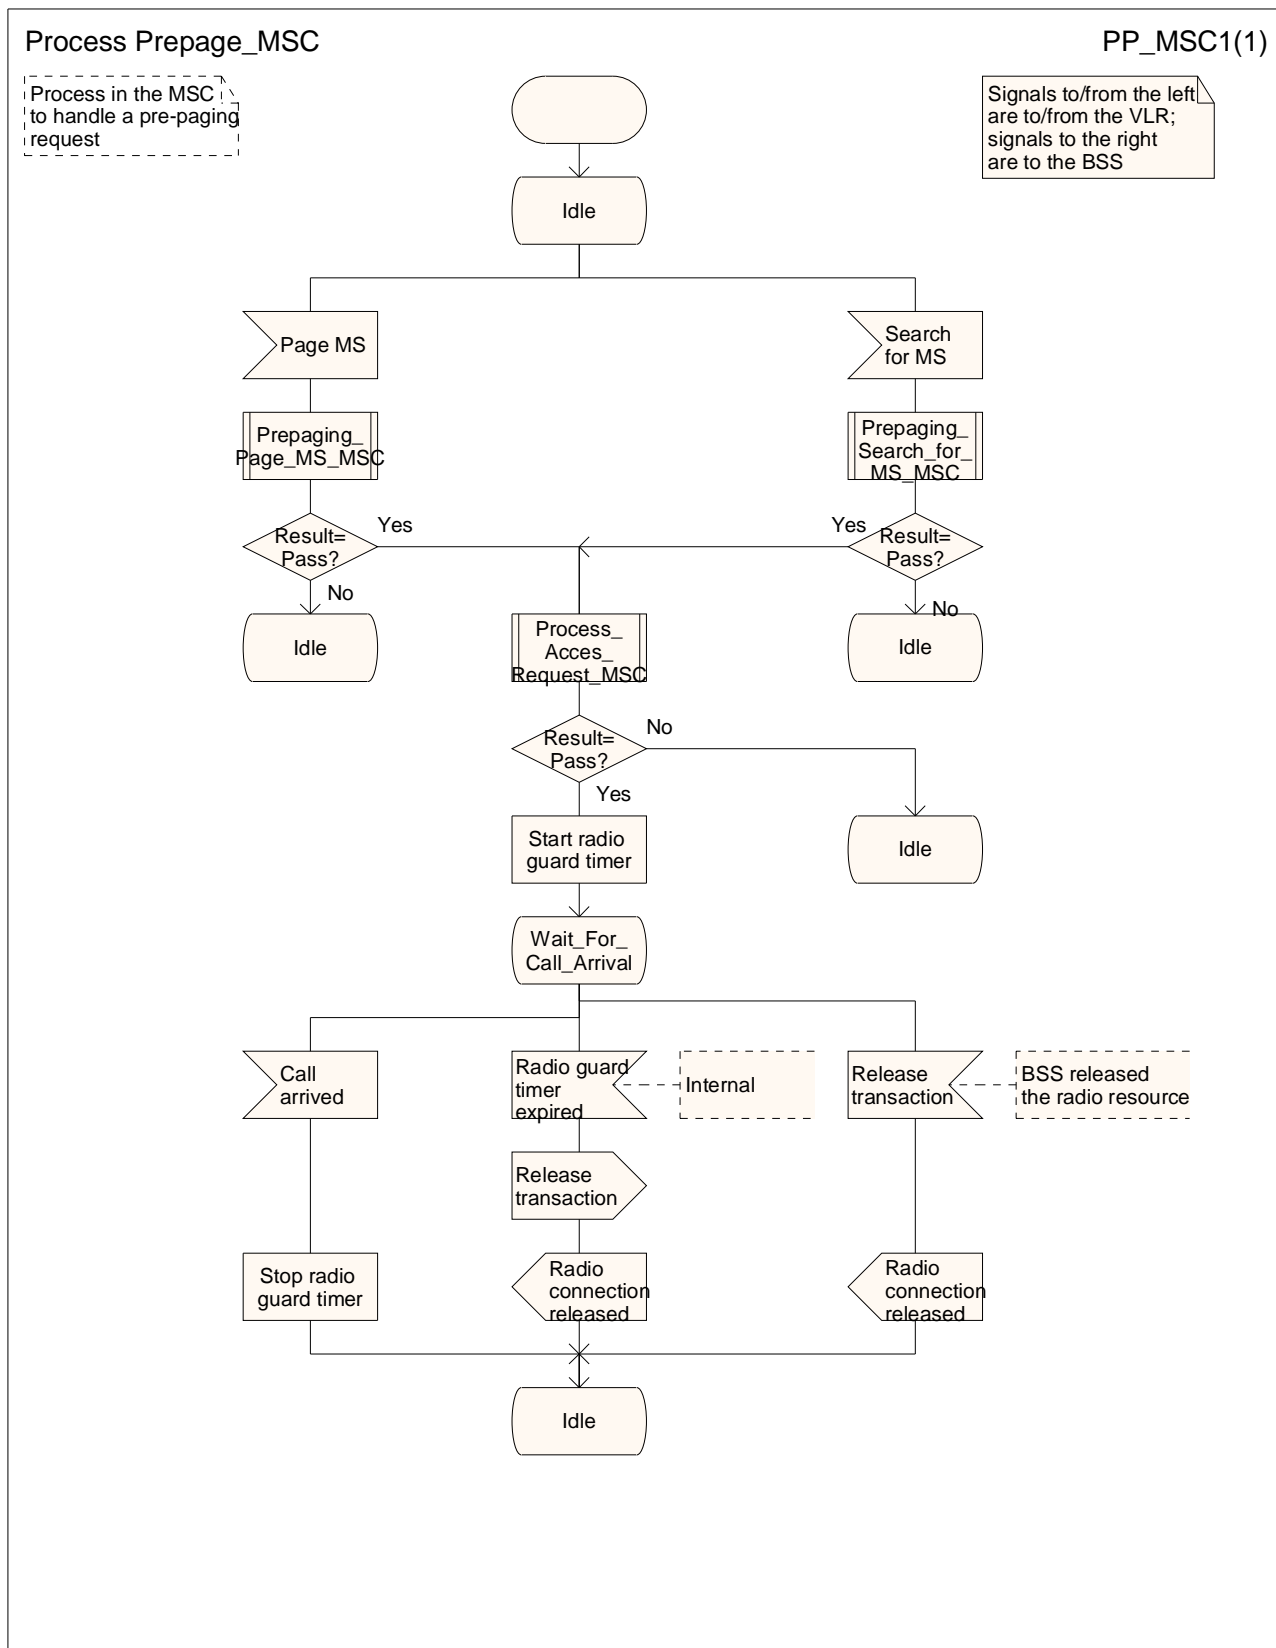 Process Prepage_MSC
PP_MSC1(1)
Process in the MSC
to handle a pre-paging
request
Signals to/from the left
are to/from the VLR;
signals to the right
are to the BSS
Idle
Page MS
Search
for MS
Prepaging_
Page_MS_MSC
Prepaging_
Search_for_
MS_MSC
Result=
Pass?
Yes
Yes
Result=
Pass?
No
No
Idle
Process_
Acces_
Request_MSC
Idle
Result=
Pass?
No
Yes
Start radio
guard timer
Idle
Wait_For_
Call_Arrival
Call
arrived
Radio guard
timer
expired
Internal
Release
transaction
BSS released
the radio resource
Release
transaction
Stop radio
guard timer
Radio
connection
released
Radio
connection
released
Idle